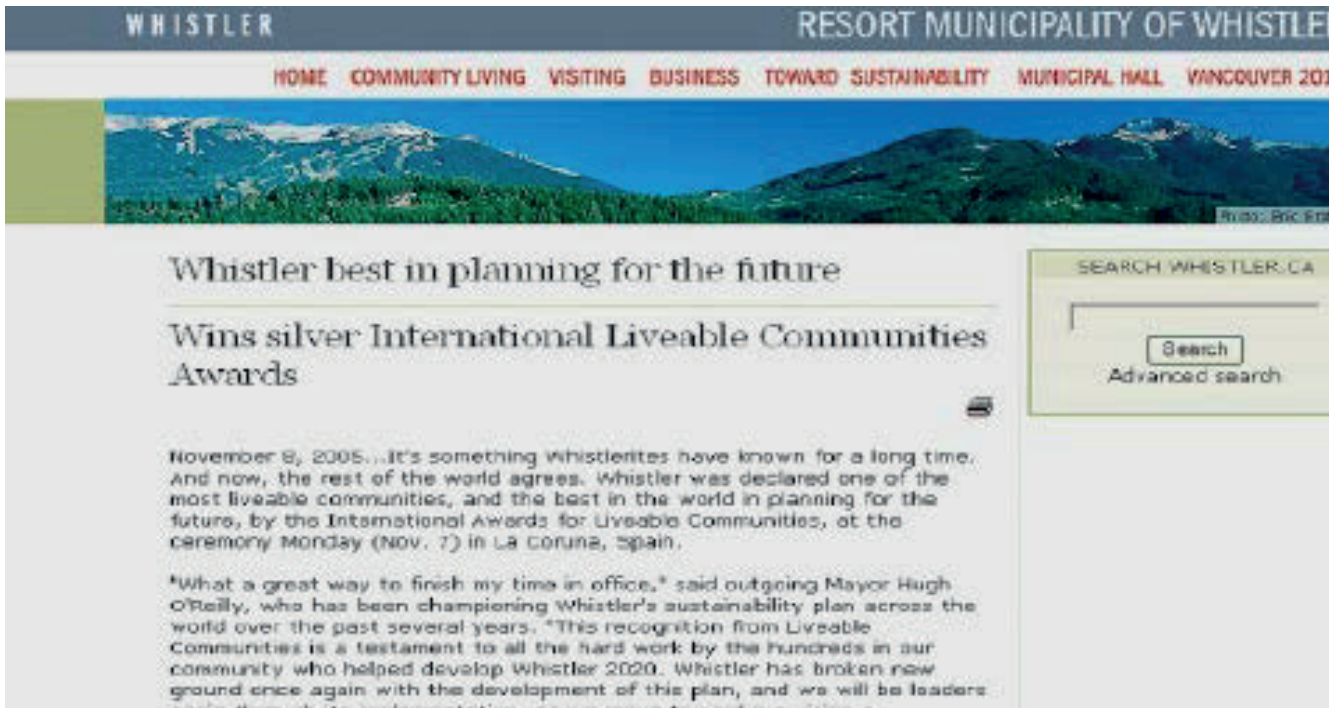 WHISTLER
RESORT MUNICIPALITY OF WHISTLER
HOME COMMUNITY LIVING VISITING BUSINESS TOWARD SUSTAINABILITY MUNICIPAL HALL VANCOUVER 201
Photo: Eric
Whistler best in planning for the future
Wins silver International Liveable Communities
Awards
SEARCH WHISTLER.CA
Search
Advanced search
November 8, 2005...It's something Whistlerites have known for a long time.
And now, the rest of the world agrees. Whistler was declared one of the
most liveable communities, and the best in the world in planning for the
future, by the International Awards for Liveable Communities, at the
ceremony Monday (Nov. 7) in La Coruna, Spain.
"What a great way to finish my time in office," said outgoing Mayor Hugh
O'Reilly, who has been championing Whistler's sustainability plan across the
world over the past several years. "This recognition from Liveable
Communities is a testament to all the hard work by the hundreds in our
community who helped develop Whistler 2020. Whistler has broken new
ground once again with the development of this plan, and we will be leaders